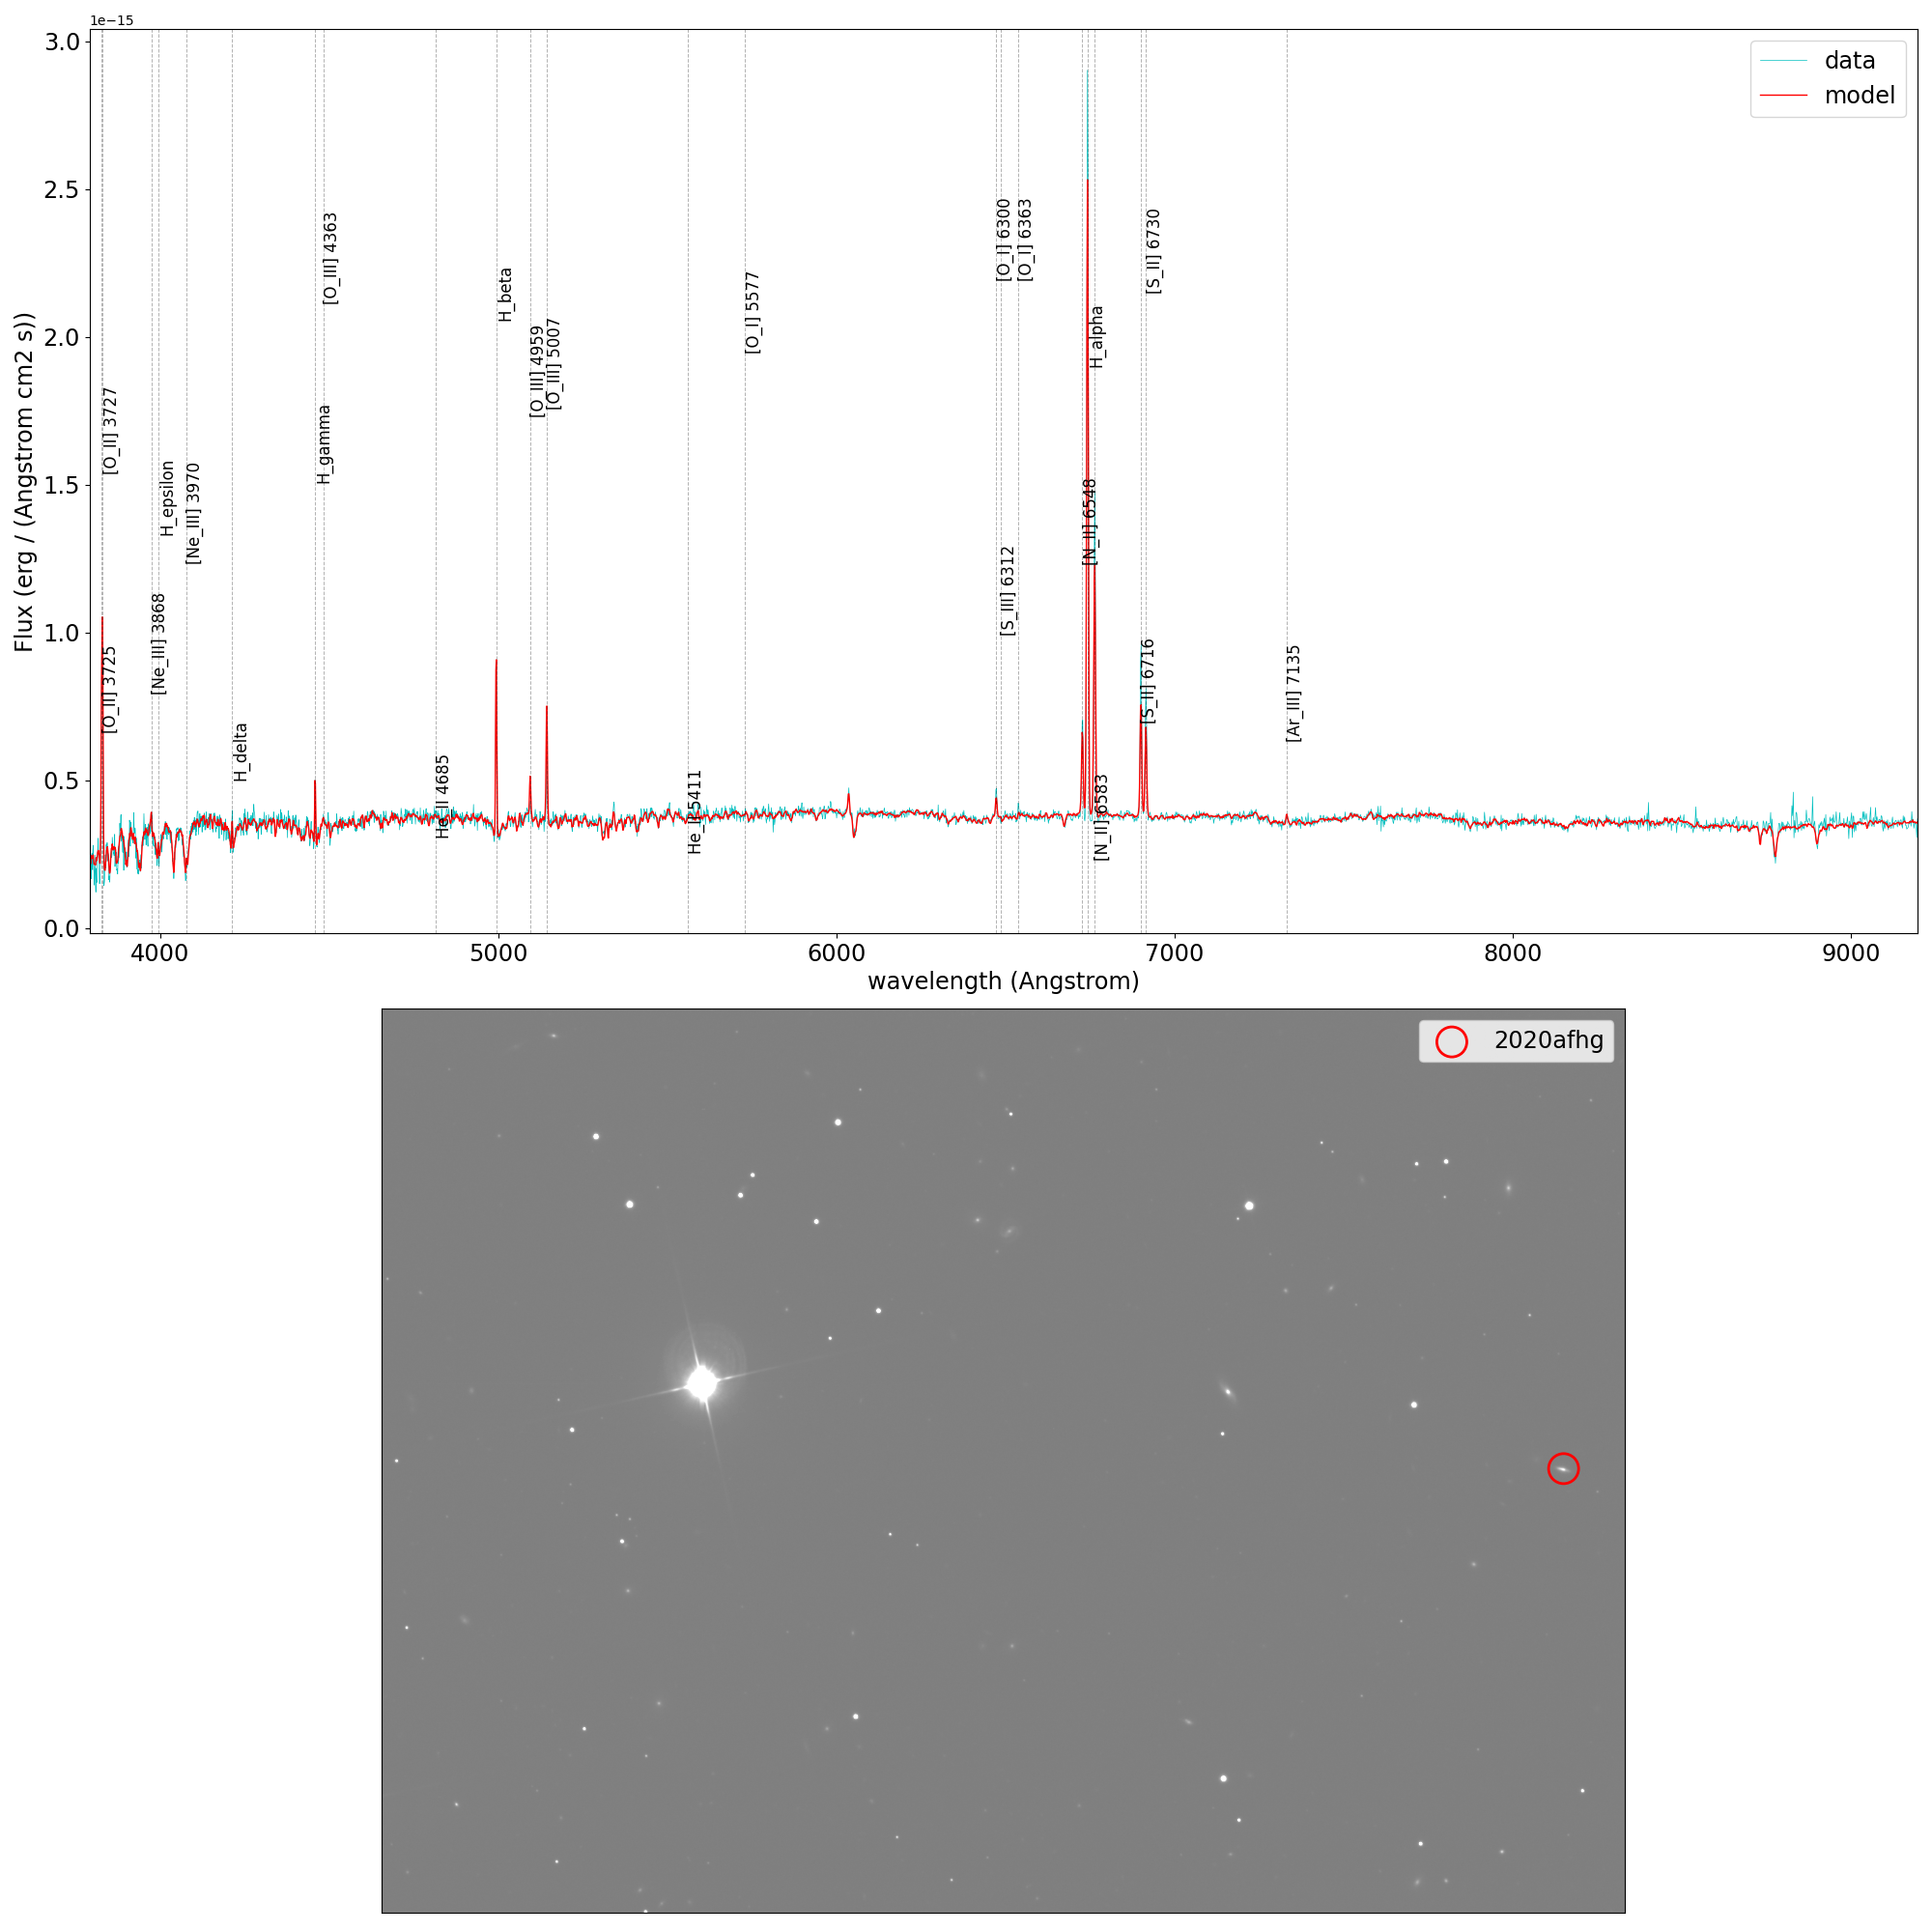 1e−15
data
model
3.0
2.5
2.0
1.5
1.0
0.5
0.0
Flux (erg / (Angstrom cm2 s))
[O_II] 3725
[O_II] 3727
[Ne_III] 3868
H_epsilon
[Ne_III] 3970
H_delta
H_gamma
[O_III] 4363
He_II 4685
H_beta
[O_III] 4959
[O_III] 5007
He_II 5411
[O_I] 5577
[O_I] 6300
[S_III] 6312
[O_I] 6363
[N_II] 6548
H_alpha
[N_II] 6583
[S_II] 6716
[S_II] 6730
[Ar_III] 7135
4000 5000 6000 7000 8000 9000
wavelength (Angstrom)
2020afhg